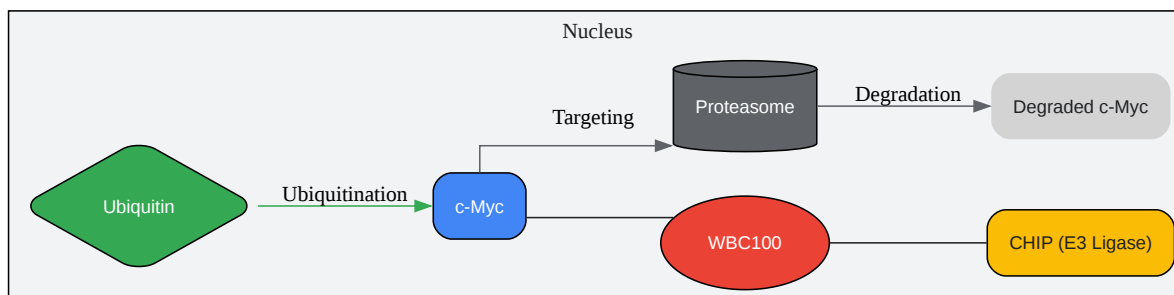 Nucleus
Proteasome
Degradation
Degraded c-Myc
Targeting
Ubiquitin
Ubiquitination
c-Myc
WBC100
CHIP (E3 Ligase)